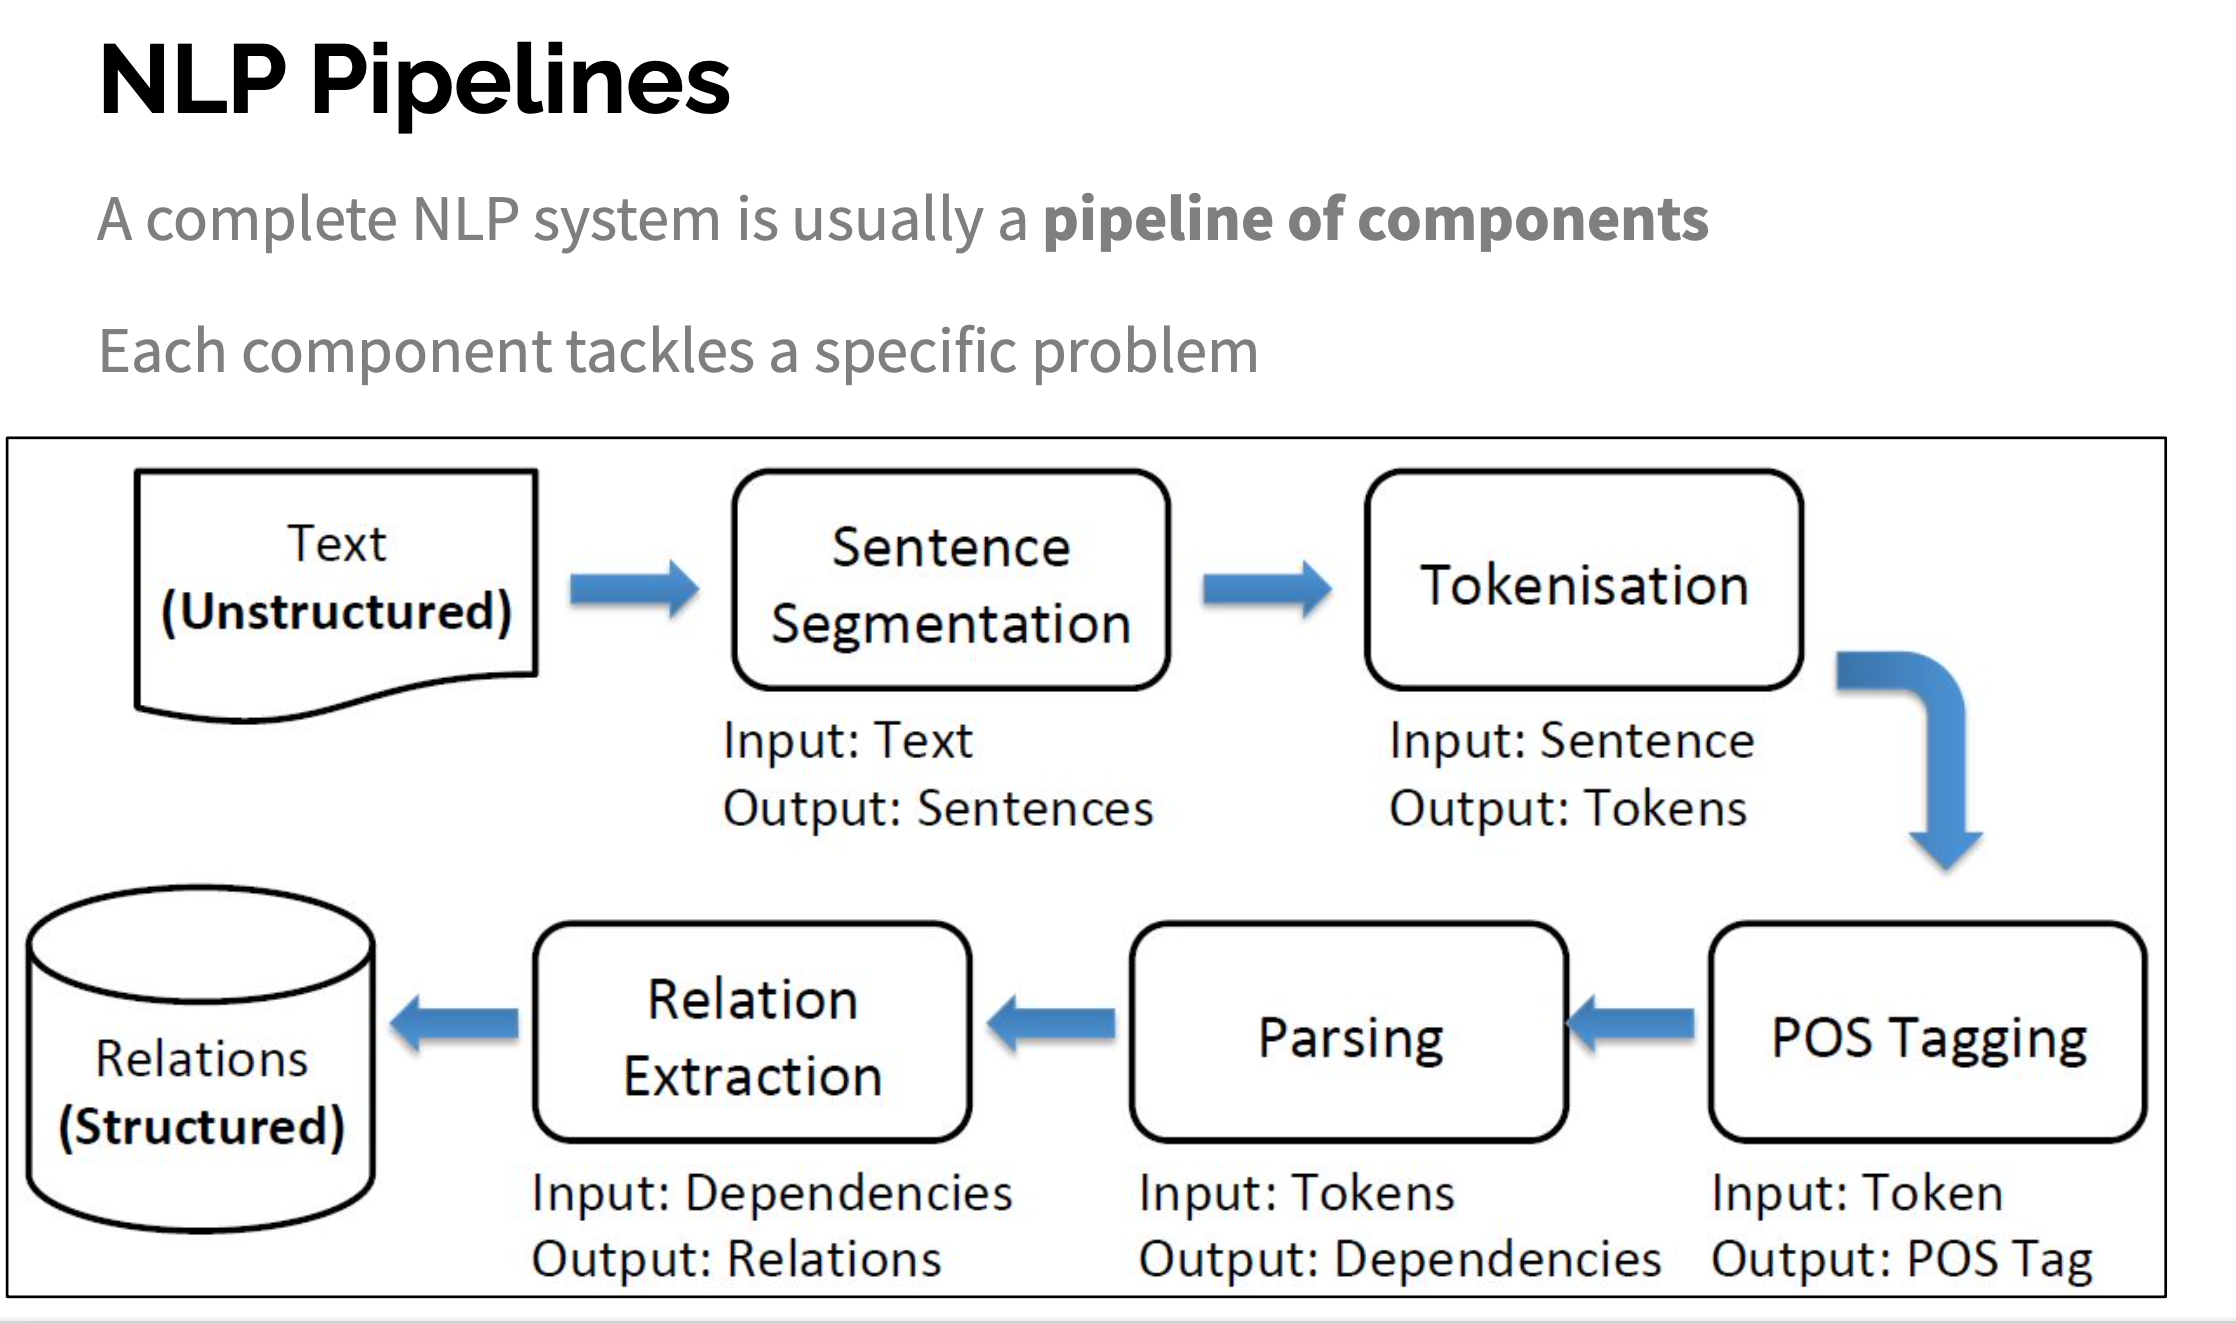 NLP Pipelines
A complete NLP system is usually a pipeline of components
Each component tackles a specific problem
Text
(Unstructured)
Sentence
Segmentation
Input: Text
Output: Sentences
Tokenisation
Input: Sentence
Output: Tokens
POS Tagging
Input: Token
Output: POS Tag
Parsing
Input: Tokens
Output: Dependencies
Relation
Extraction
Input: Dependencies
Output: Relations
Relations
(Structured)